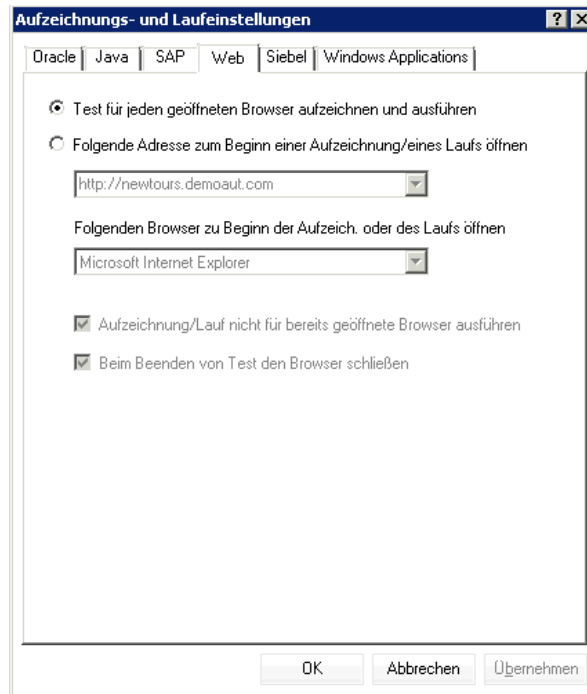 Aufzeichnungs- und Laufeinstellungen
Oracle Java SAP Web Siebel Windows Applications
Test für jeden geöffneten Browser aufzeichnen und ausführen
Folgende Adresse zum Beginn einer Aufzeichnung/eines Laufs öffnen
http://newtours.demoaut.com
Folgenden Browser zu Beginn der Aufzeich. oder des Laufs öffnen
Microsoft Internet Explorer
Aufzeichnung/Lauf nicht für bereits geöffnete Browser ausführen
Beim Beenden von Test den Browser schließen
OK Abbrechen Übernehmen